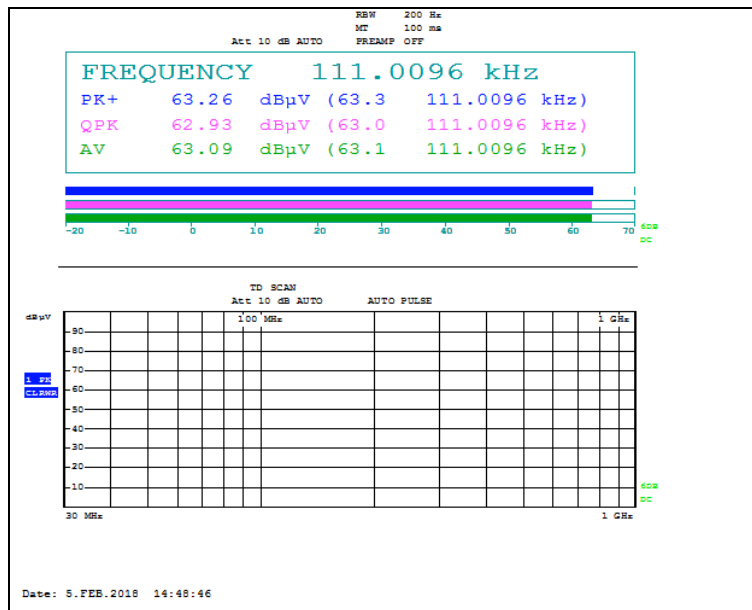 RBW 200 Hz
MT 100 ms
Att 10 dB AUTO PREAMP OFF
FREQUENCY 111.0096 kHz
PK+ 63.26 dBµV (63.3 111.0096 kHz)
QPK 62.93 dBµV (63.0 111.0096 kHz)
AV 63.09 dBµV (63.1 111.0096 kHz)
-20 -10 0 10 20 30 40 50 60 70
6DB
DC
TD SCAN
Att 10 dB AUTO AUTO PULSE
dBµV
100 MHz 1 GHz
90
80
70
1 PK
CLRWR
60
50
40
30
20
10
6DB
DC
30 MHz 1 GHz
Date: 5.FEB.2018 14:48:46